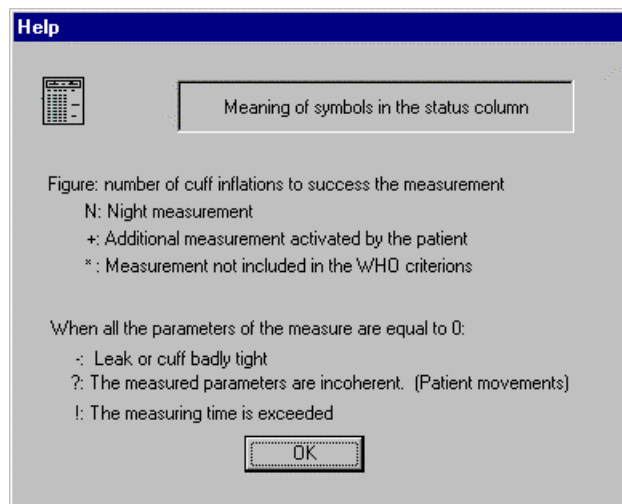 Help
Meaning of symbols in the status column
Figure: number of cuff inflations to success the measurement
N: Night measurement
+: Additional measurement activated by the patient
* : Measurement not included in the WHO criterions
When all the parameters of the measure are equal to 0:
-: Leak or cuff badly tight
?: The measured parameters are incoherent. (Patient movements)
!: The measuring time is exceeded
OK